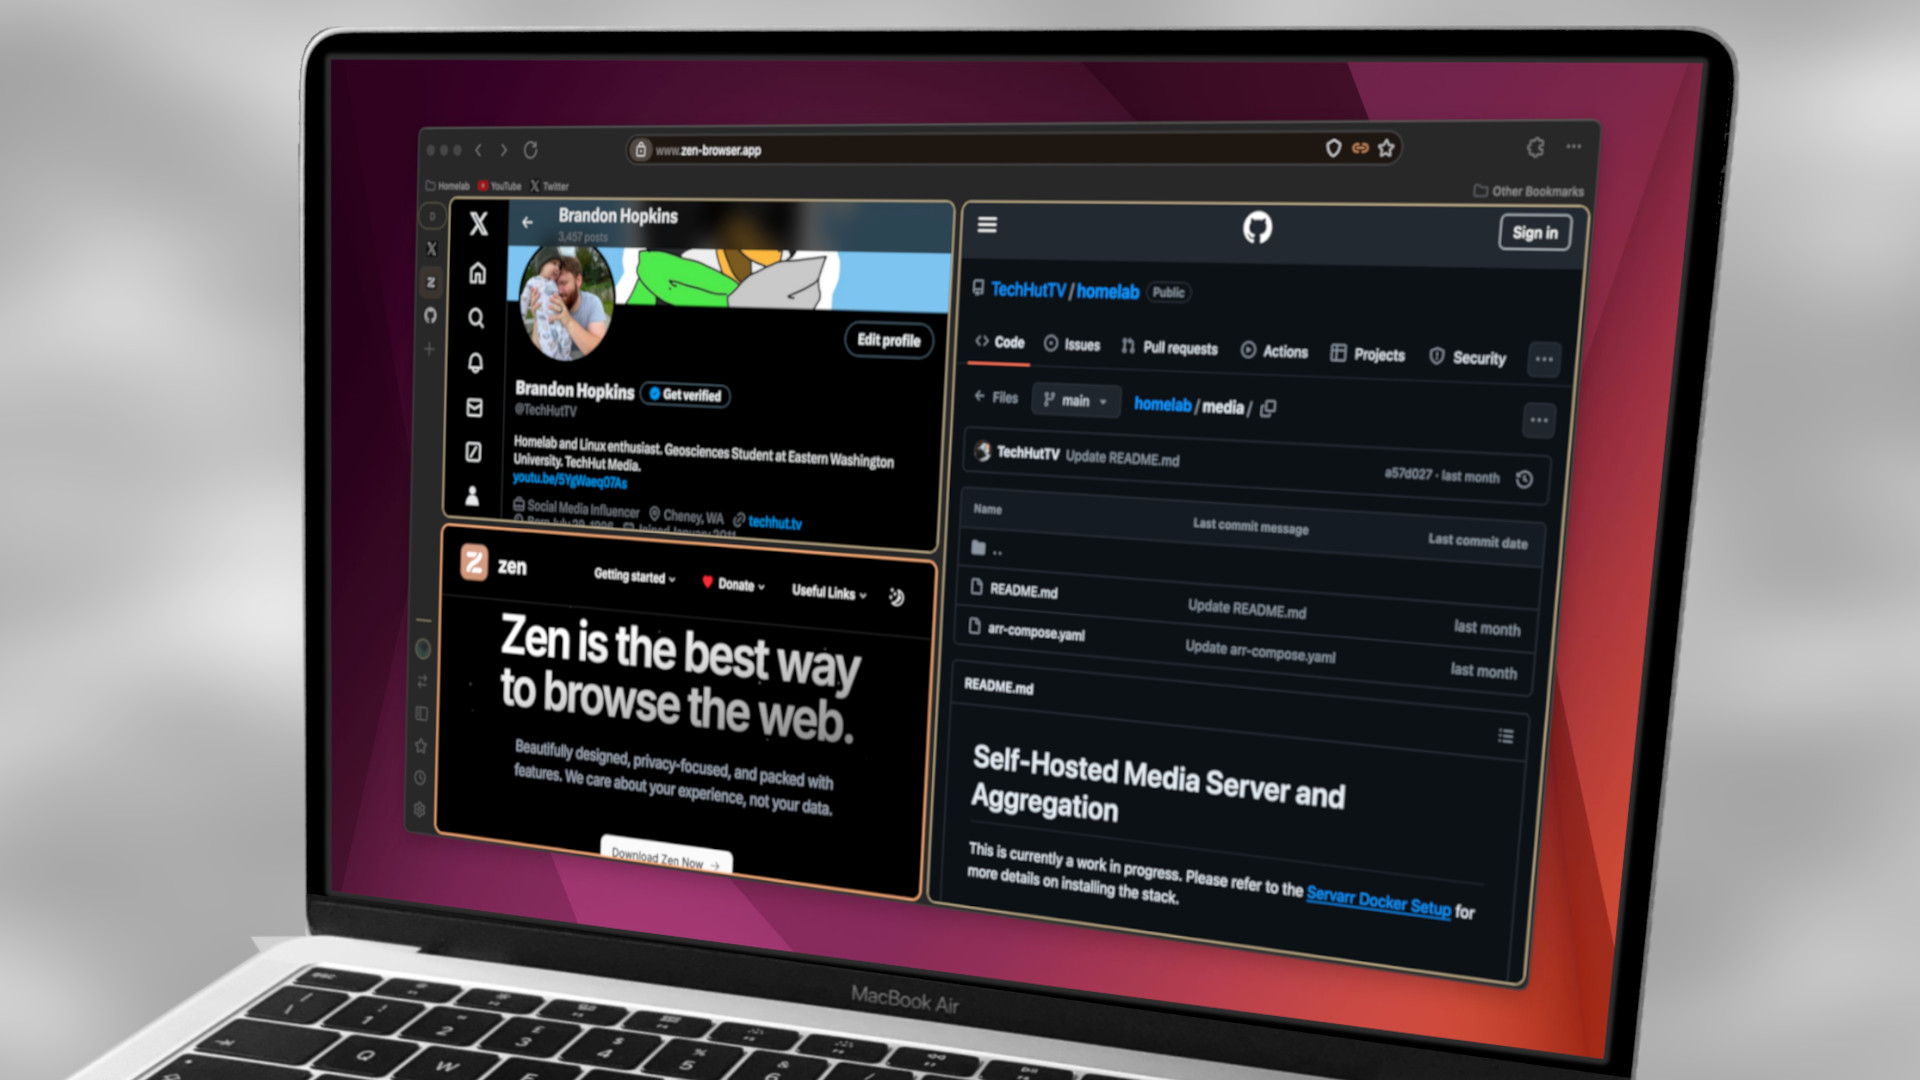 www.zen-browser.app
Homelab
YouTube
Twitter
Other Bookmarks
Brandon Hopkins
3,457 posts
Edit profile
Brandon Hopkins
Get verified
@TechHutTV
Homelab and Linux enthusiast. Geosciences Student at Eastern Washington
University. TechHut Media.
youtu.be/5YgWaeq07As
Social Media Influencer
Cheney, WA
techhut.tv
zen
Getting started
Donate
Useful Links
Zen is the best way
to browse the web.
Beautifully designed, privacy-focused, and packed with
features. We care about your experience, not your data.
Download Zen Now →
Sign in
TechHutTV/homelab
Public
Code
Issues
Pull requests
Actions
Projects
Security
Files
main
homelab/media/
TechHutTV Update README.md
a57d027 · last month
Name
Last commit message
Last commit date
..
README.md
Update README.md
last month
arr-compose.yaml
Update arr-compose.yaml
last month
README.md
Self-Hosted Media Server and
Aggregation
This is currently a work in progress. Please refer to the Servarr Docker Setup for
more details on installing the stack.
MacBook Air
esc
1
2
£
3
$
4
%
5
&
6
Q
W